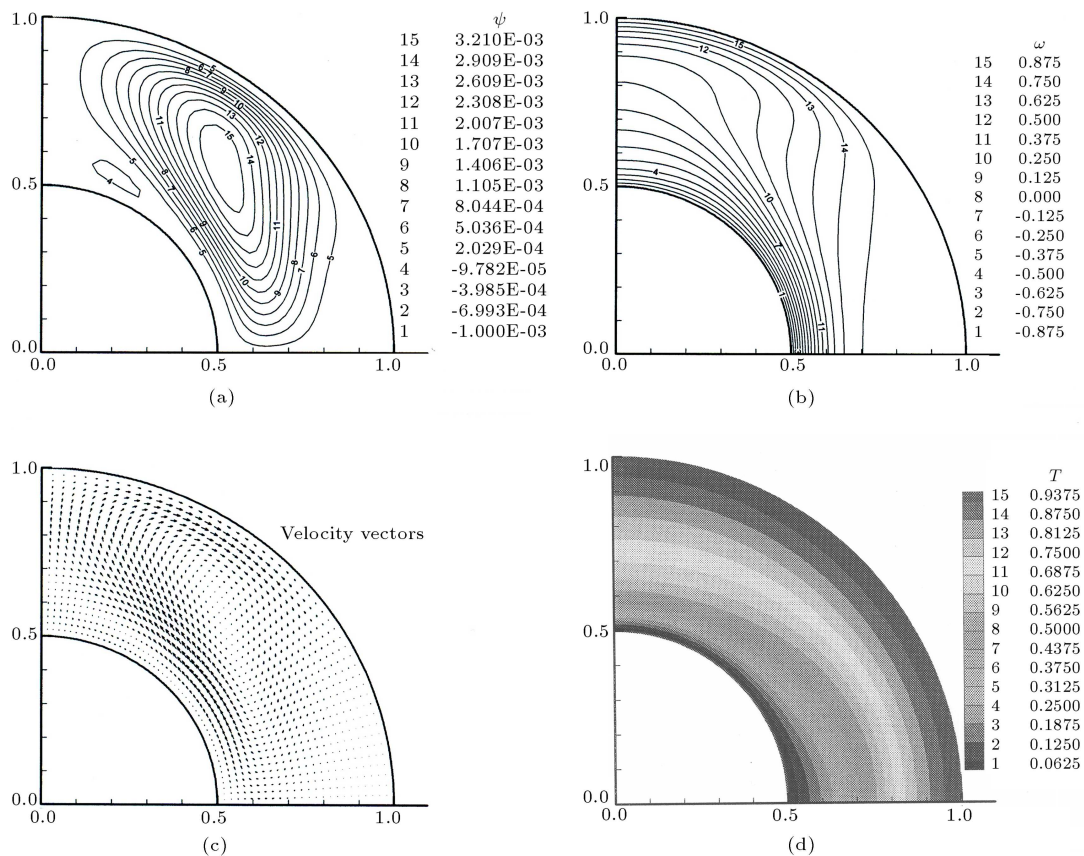 ψ
15 3.210E-03
14 2.909E-03
13 2.609E-03
12 2.308E-03
11 2.007E-03
10 1.707E-03
9 1.406E-03
8 1.105E-03
7 8.044E-04
6 5.036E-04
5 2.029E-04
4 -9.782E-05
3 -3.985E-04
2 -6.993E-04
1 -1.000E-03
1.0
0.5
0.0
0.0 0.5 1.0
(a)
ω
15 0.875
14 0.750
13 0.625
12 0.500
11 0.375
10 0.250
9 0.125
8 0.000
7 -0.125
6 -0.250
5 -0.375
4 -0.500
3 -0.625
2 -0.750
1 -0.875
1.0
0.5
0.0
0.0 0.5 1.0
(b)
Velocity vectors
1.0
0.5
0.0
0.0 0.5 1.0
(c)
T
15 0.9375
14 0.8750
13 0.8125
12 0.7500
11 0.6875
10 0.6250
9 0.5625
8 0.5000
7 0.4375
6 0.3750
5 0.3125
4 0.2500
3 0.1875
2 0.1250
1 0.0625
1.0
0.5
0.0
0.0 0.5 1.0
(d)